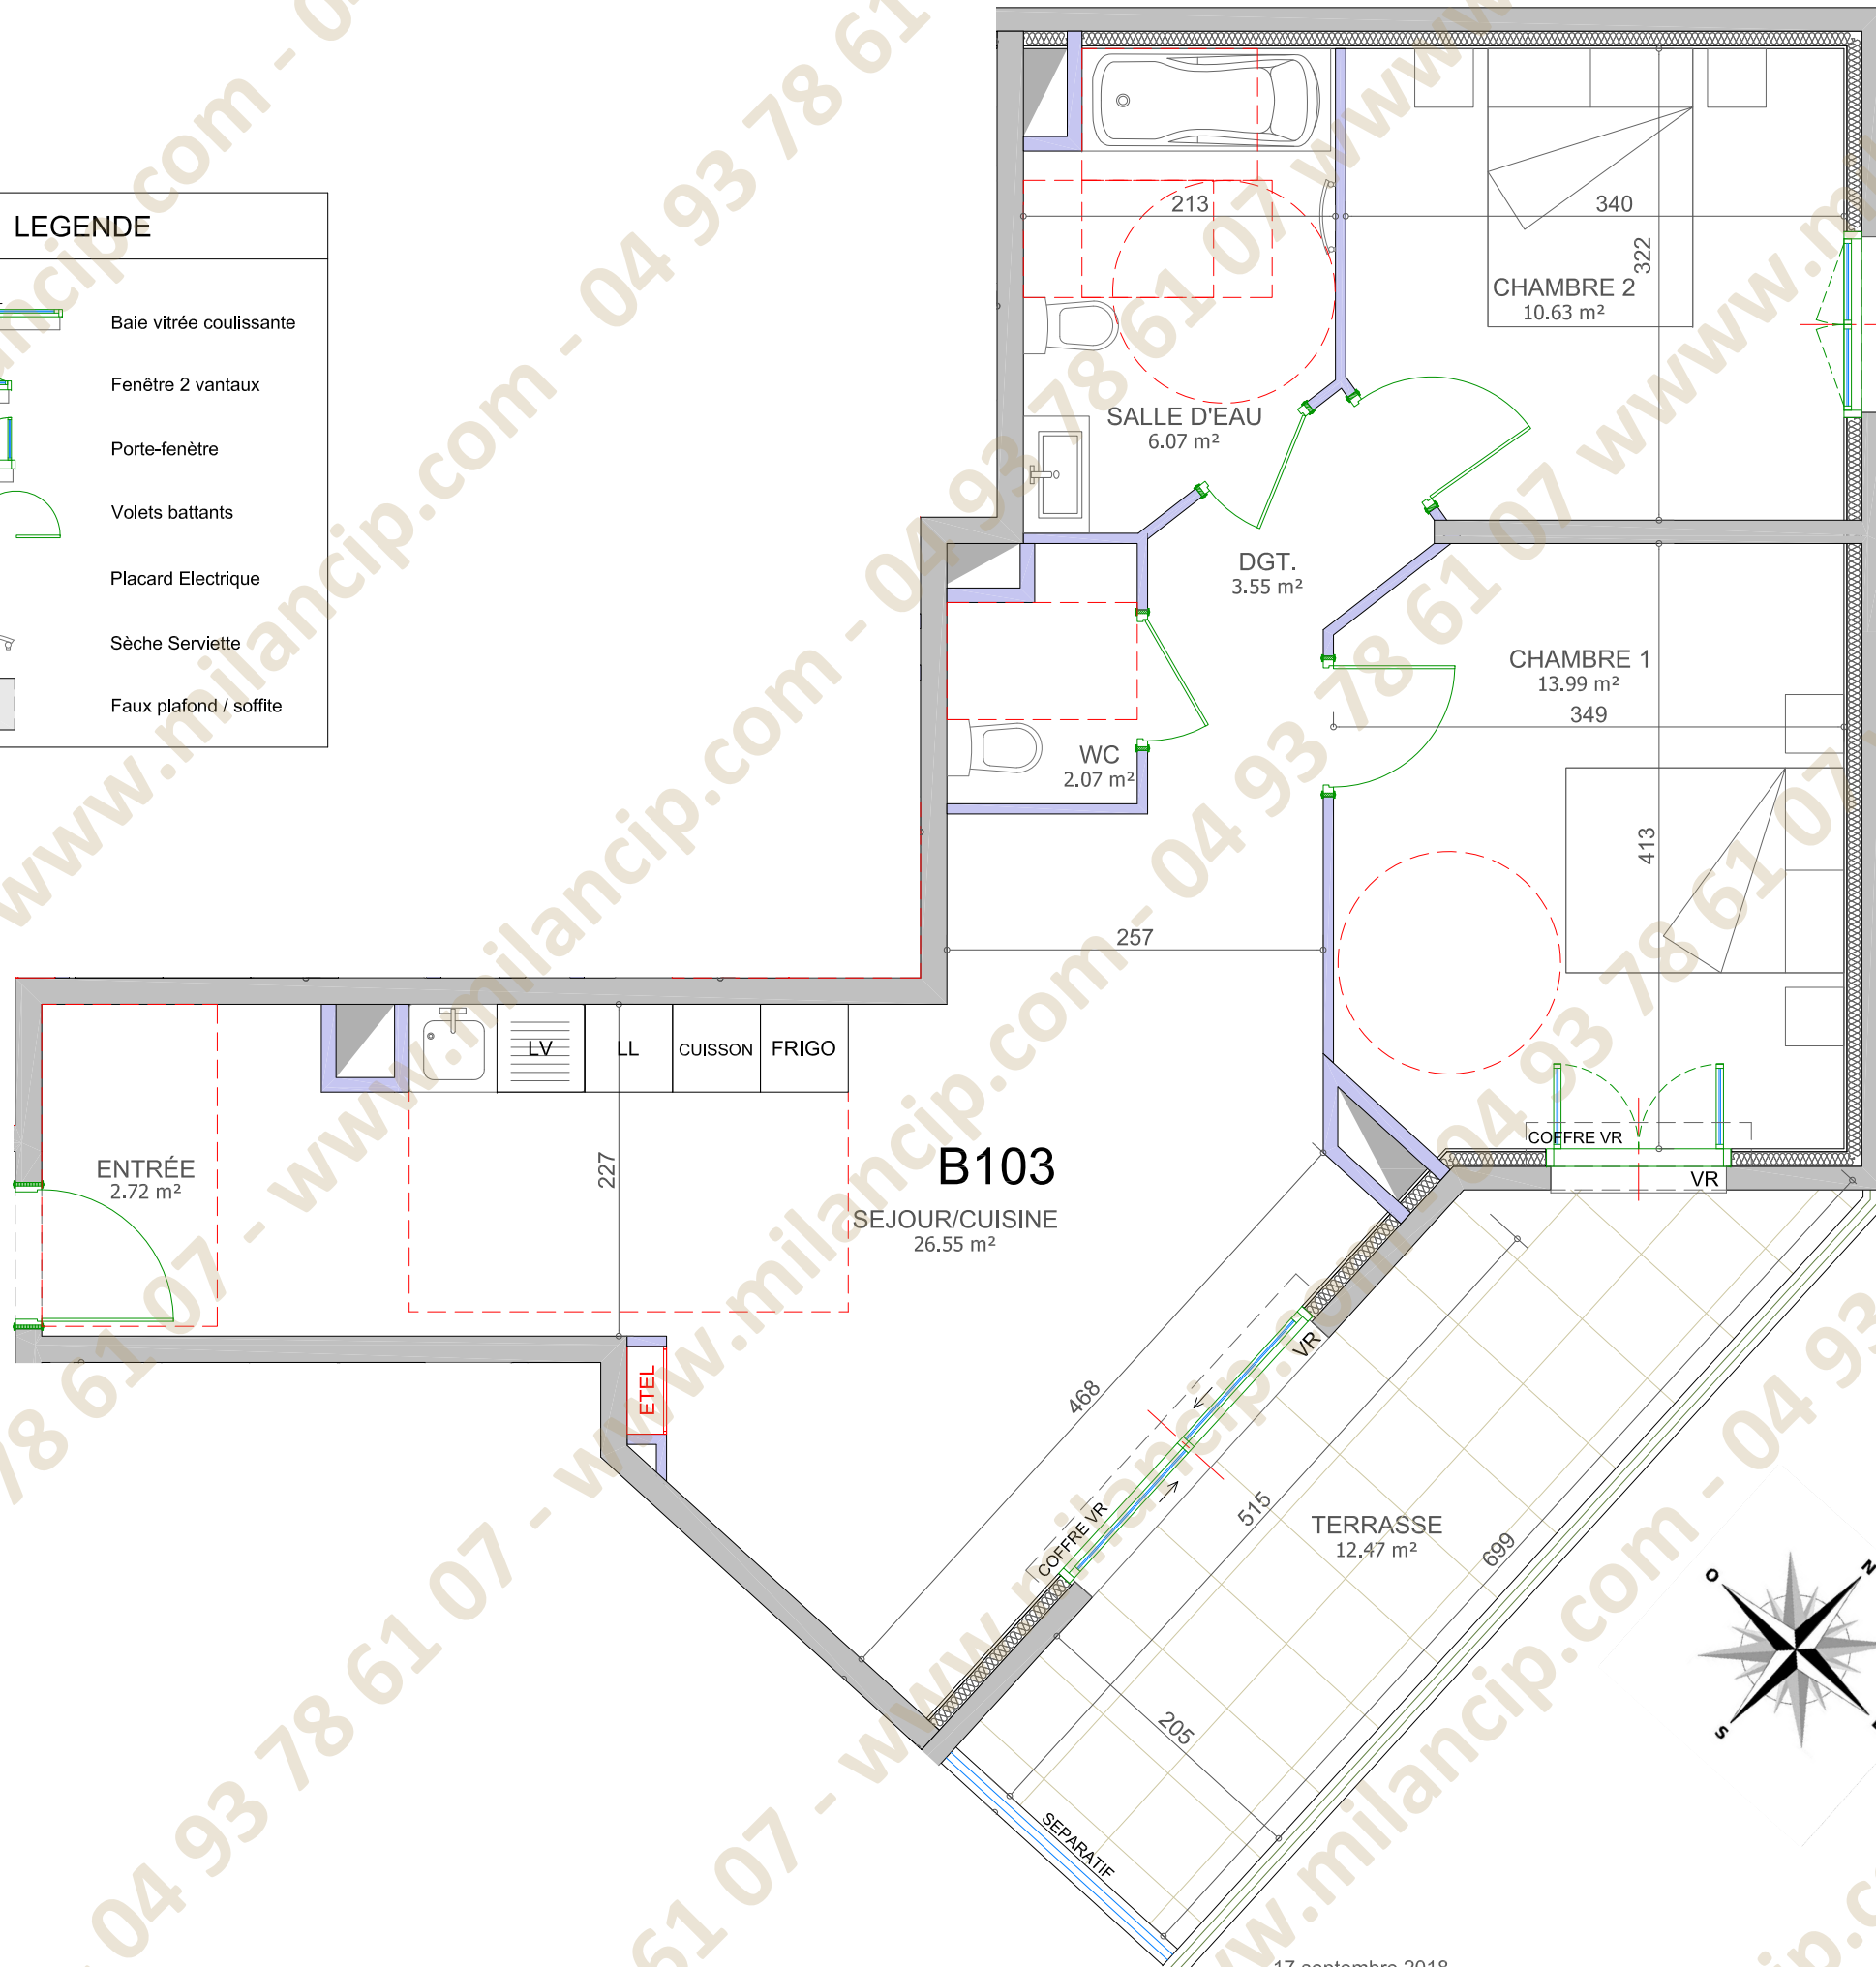 LEGENDE
Baie vitrée coulissante
Fenêtre 2 vantaux
Porte-fenètre
Volets battants
Placard Electrique
Sèche Serviette
Faux plafond / soffite
213
340
322
CHAMBRE 2
10.63 m²
SALLE D'EAU
6.07 m²
DGT.
3.55 m²
CHAMBRE 1
13.99 m²
349
WC
2.07 m²
413
257
LV
LL
CUISSON
FRIGO
ENTRÉE
2.72 m²
227
B103
SEJOUR/CUISINE
26.55 m²
COFFRE VR
VR
ETEL
VR
468
COFFRE VR
515
TERRASSE
12.47 m²
699
205
SEPARATIF
O
N
S
17 septembre 2018
www.milancip.com - 04 93 78 61 07